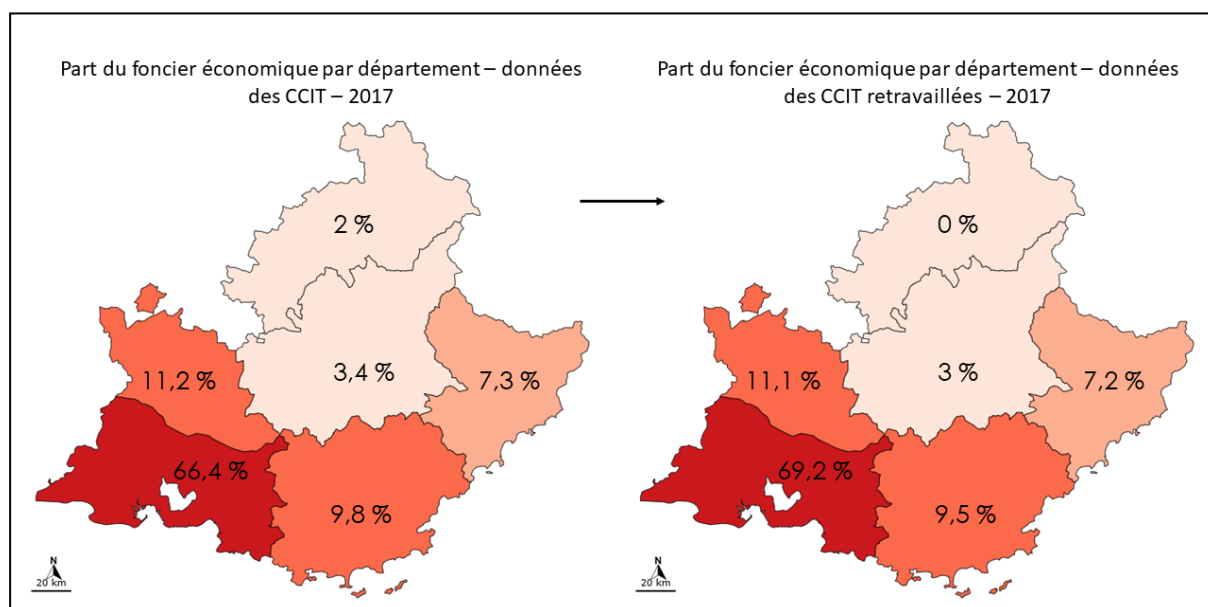 Part du foncier économique par département – données
des CCIT – 2017
2 %
3,4 %
7,3 %
11,2 %
66,4 %
9,8 %
N
20 km
Part du foncier économique par département – données
des CCIT retravaillées – 2017
0 %
3 %
7,2 %
11,1 %
69,2 %
9,5 %
N
20 km